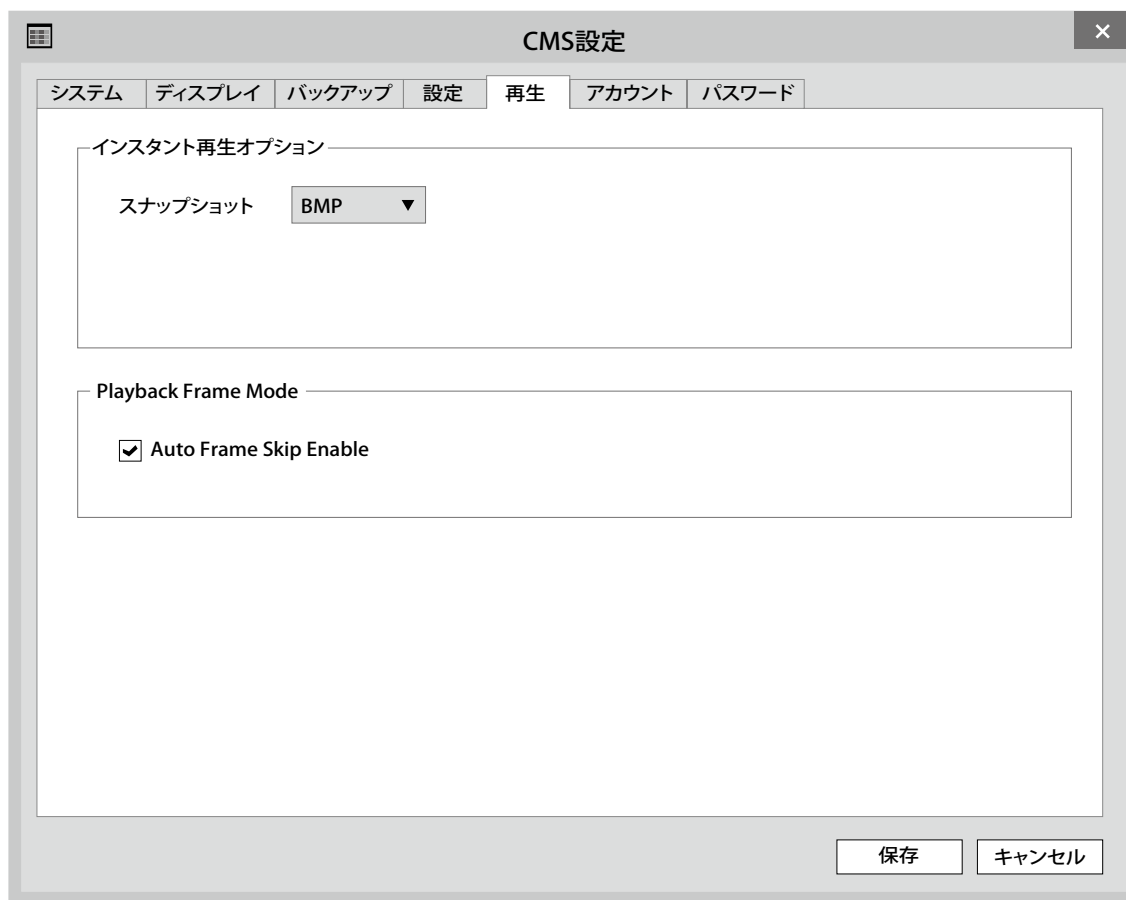 CMS設定
システム ディスプレイ バックアップ 設定 再生 アカウント パスワード
インスタント再生オプション
スナップショット BMP
Playback Frame Mode
Auto Frame Skip Enable
保存 キャンセル